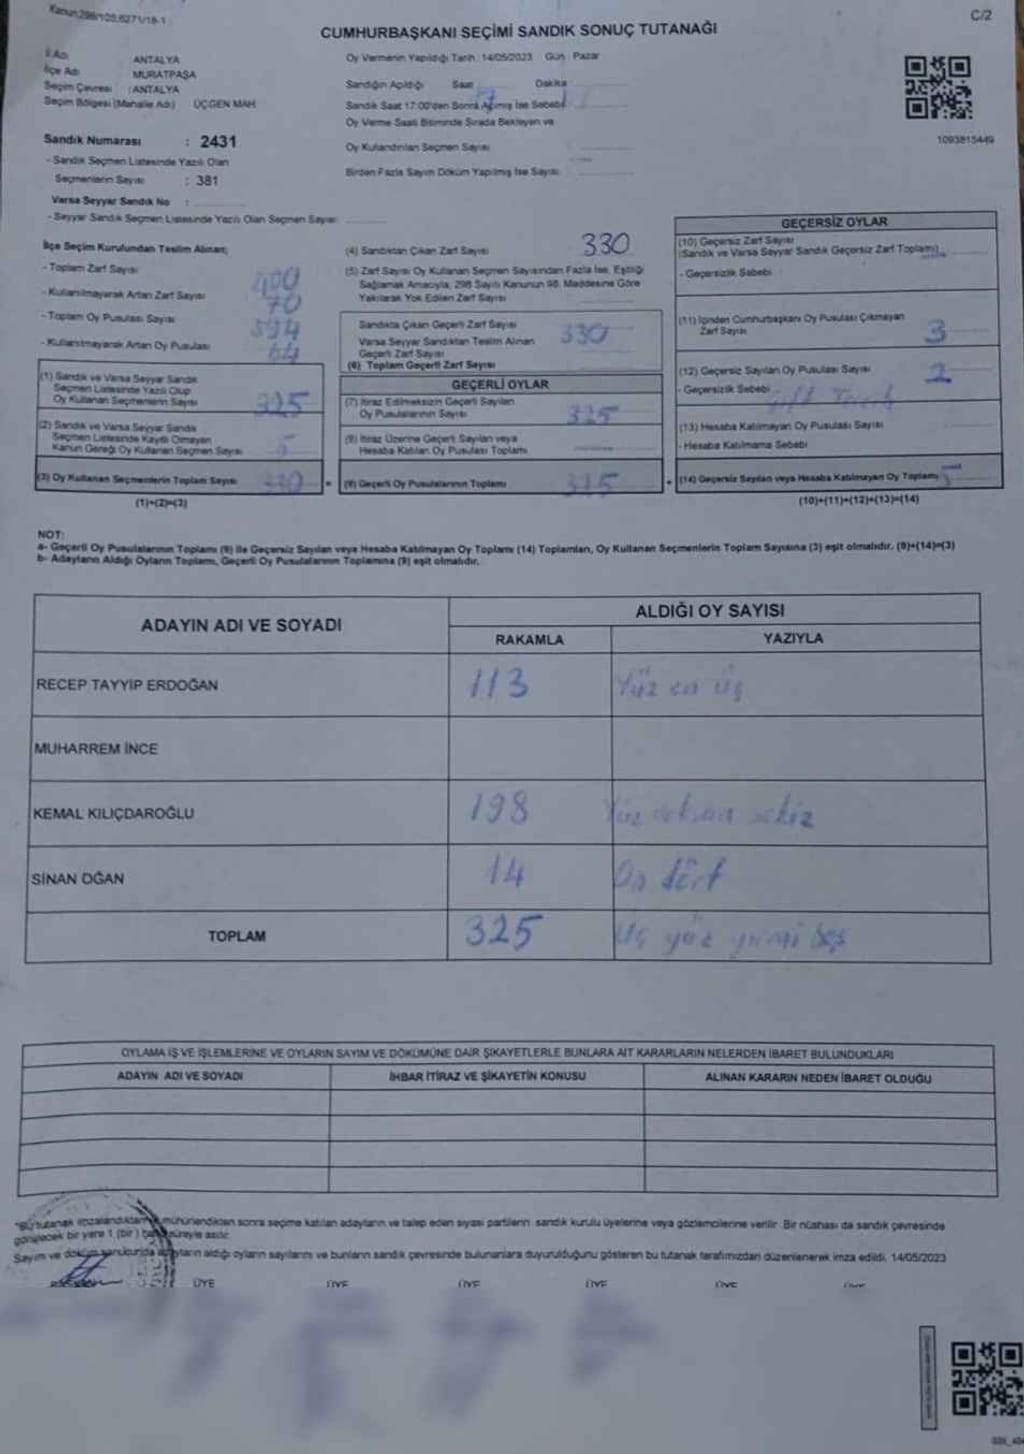 Kanun,298/105,6271/18-1
C/2
CUMHURBAŞKANI SEÇİMİ SANDIK SONUÇ TUTANAĞI
İl Adı ANTALYA
İlçe Adı MURATPAŞA
Seçim Çevresi : ANTALYA
Seçim Bölgesi (Mahalle Adı) ÜÇGEN MAH
Sandık Numarası : 2431
- Sandık Seçmen Listesinde Yazılı Olan
Seçmenlerin Sayısı : 381
Varsa Seyyar Sandık No :
- Seyyar Sandık Seçmen Listesinde Yazılı Olan Seçmen Sayısı
Oy Vermenin Yapıldığı Tarih :14/05/2023 Gün : Pazar
Sandığın Açıldığı Saat Dakika
Sandık Saat 17:00'den Sonra Açılmış İse Sebebi
Oy Verme Saati Bitiminde Sırada Bekleyen ve
Oy Kullandırılan Seçmen Sayısı
Birden Fazla Sayım Döküm Yapılmış İse Sayısı
1093815449
İlçe Seçim Kurulundan Teslim Alınan;
- Toplam Zarf Sayısı 400
- Kullanılmayarak Artan Zarf Sayısı 70
- Toplam Oy Pusulası Sayısı 394
- Kullanılmayarak Artan Oy Pusulası 64
(1) Sandık ve Varsa Seyyar Sandık
Seçmen Listesinde Yazılı Olup
Oy Kullanan Seçmenlerin Sayısı 325
(2) Sandık ve Varsa Seyyar Sandık
Seçmen Listesinde Kayıtlı Olmayan
Kanun Gereği Oy Kullanan Seçmen Sayısı 5
(3) Oy Kullanan Seçmenlerin Toplam Sayısı 330
(1)+(2)=(3)
(4) Sandıktan Çıkan Zarf Sayısı 330
(5) Zarf Sayısı Oy Kullanan Seçmen Sayısından Fazla İse, Eşitliği
Sağlamak Amacıyla, 298 Sayılı Kanunun 98. Maddesine Göre
Yakılarak Yok Edilen Zarf Sayısı
Sandıkta Çıkan Geçerli Zarf Sayısı 330
Varsa Seyyar Sandıktan Teslim Alınan
Geçerli Zarf Sayısı
(6) Toplam Geçerli Zarf Sayısı
GEÇERLİ OYLAR
(7) İtiraz Edilmeksizin Geçerli Sayılan
Oy Pusulalarının Sayısı 325
(8) İtiraz Üzerine Geçerli Sayılan veya
Hesaba Katılan Oy Pusulası Toplamı
= (9) Geçerli Oy Pusulalarının Toplamı 325
GEÇERSİZ OYLAR
(10) Geçersiz Zarf Sayısı
(Sandık ve Varsa Seyyar Sandık Geçersiz Zarf Toplamı)
- Geçersizlik Sebebi
(11) İçinden Cumhurbaşkanı Oy Pusulası Çıkmayan
Zarf Sayısı 3
(12) Geçersiz Sayılan Oy Pusulası Sayısı 2
- Geçersizlik Sebebi
(13) Hesaba Katılmayan Oy Pusulası Sayısı
- Hesaba Katılmama Sebebi
+ (14) Geçersiz Sayılan veya Hesaba Katılmayan Oy Toplamı 5
(10)+(11)+(12)+(13)=(14)
NOT:
a- Geçerli Oy Pusulalarının Toplamı (9) ile Geçersiz Sayılan veya Hesaba Katılmayan Oy Toplamı (14) Toplamları, Oy Kullanan Seçmenlerin Toplam Sayısına (3) eşit olmalıdır. (9)+(14)=(3)
b- Adayların Aldığı Oyların Toplamı, Geçerli Oy Pusulalarının Toplamına (9) eşit olmalıdır.
ADAYIN ADI VE SOYADI
ALDIĞI OY SAYISI
RAKAMLA YAZIYLA
RECEP TAYYİP ERDOĞAN 113 Yüz on üç
MUHARREM İNCE
KEMAL KILIÇDAROĞLU 198 Yüz doksan sekiz
SİNAN OĞAN 14 On dört
TOPLAM 325 Üç yüz yirmi beş
OYLAMA İŞ VE İŞLEMLERİNE VE OYLARIN SAYIM VE DÖKÜMÜNE DAİR ŞİKAYETLERLE BUNLARA AİT KARARLARIN NELERDEN İBARET BULUNDUKLARI
ADAYIN ADI VE SOYADI İHBAR İTİRAZ VE ŞİKAYETİN KONUSU ALINAN KARARIN NEDEN İBARET OLDUĞU
"Bu tutanak imzalandıktan mühürlendikten sonra seçime katılan adayların ve talep eden siyasi partilerin sandık kurulu üyelerine veya gözlemcilerine verilir. Bir nüshası da sandık çevresinde
görülecek bir yere 1 (bir) süreyle asılır.
Sayım ve döküm sonucunda adayların aldığı oyların sayılarını ve bunların sandık çevresinde bulunanlara duyurulduğunu gösteren bu tutanak tarafımızdan düzenlenerek imza edildi. 14/05/2023
ÜYE ÜYE ÜYE ÜYE ÜYE ÜYE